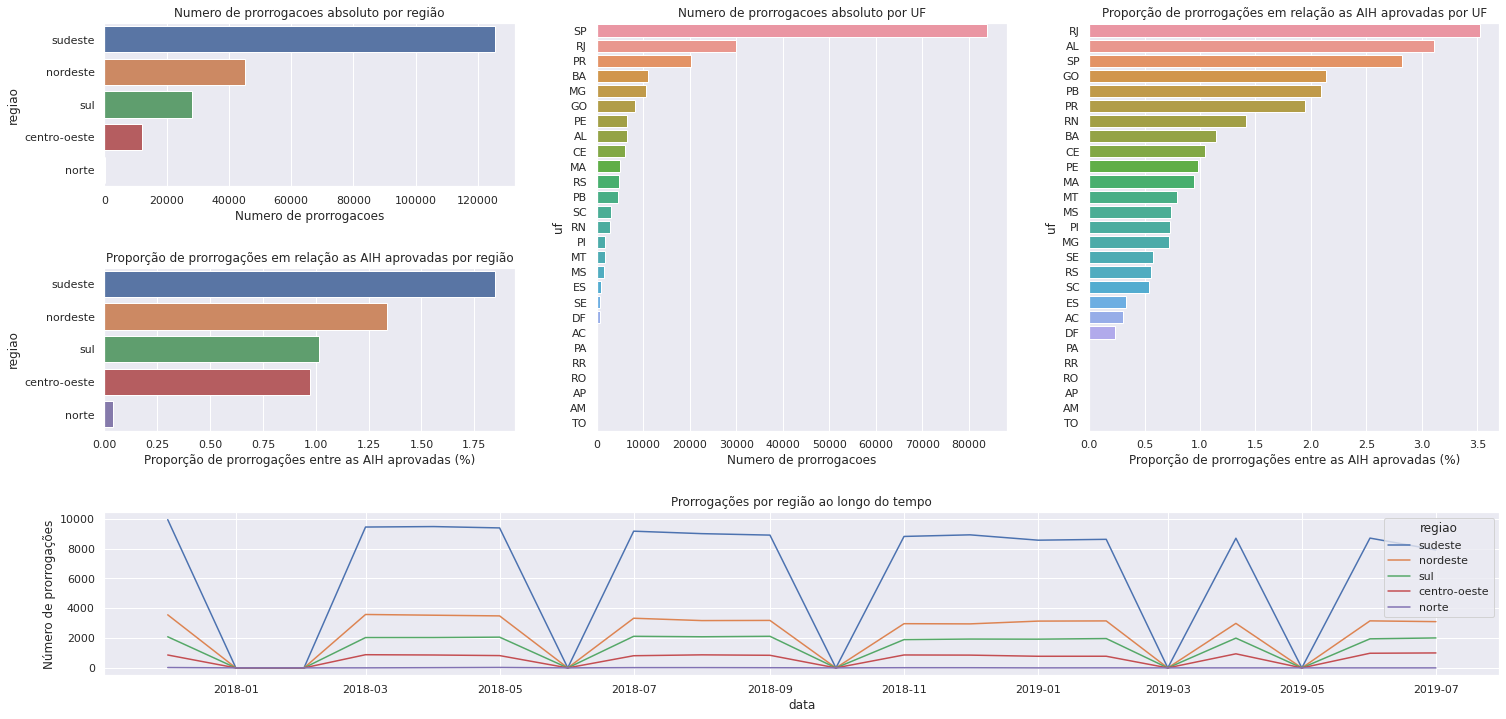 Numero de prorrogacoes absoluto por região
regiao
sudeste
nordeste
sul
centro-oeste
norte
0 20000 40000 60000 80000 100000 120000
Numero de prorrogacoes
Proporção de prorrogações em relação as AIH aprovadas por região
regiao
sudeste
nordeste
sul
centro-oeste
norte
0.00 0.25 0.50 0.75 1.00 1.25 1.50 1.75
Proporção de prorrogações entre as AIH aprovadas (%)
Numero de prorrogacoes absoluto por UF
uf
SP
RJ
PR
BA
MG
GO
PE
AL
CE
MA
RS
PB
SC
RN
PI
MT
MS
ES
SE
DF
AC
PA
RR
RO
AP
AM
TO
0 10000 20000 30000 40000 50000 60000 70000 80000
Numero de prorrogacoes
Proporção de prorrogações em relação as AIH aprovadas por UF
uf
RJ
AL
SP
GO
PB
PR
RN
BA
CE
PE
MA
MT
MS
PI
MG
SE
RS
SC
ES
AC
DF
PA
RR
RO
AP
AM
TO
0.0 0.5 1.0 1.5 2.0 2.5 3.0 3.5
Proporção de prorrogações entre as AIH aprovadas (%)
Prorrogações por região ao longo do tempo
Número de prorrogações
10000
8000
6000
4000
2000
0
regiao
sudeste
nordeste
sul
centro-oeste
norte
2018-01 2018-03 2018-05 2018-07 2018-09 2018-11 2019-01 2019-03 2019-05 2019-07
data